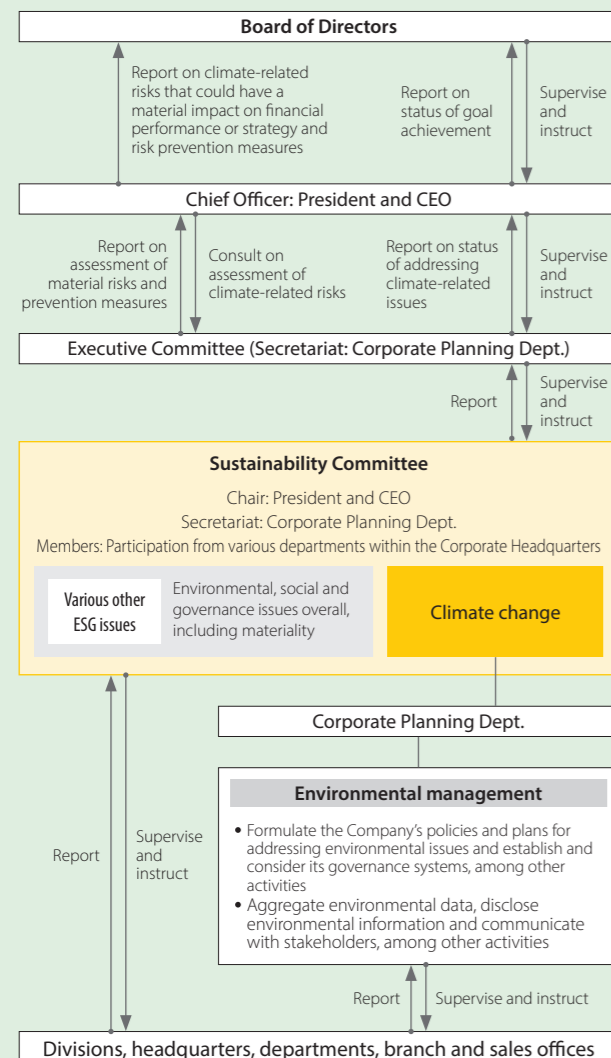 Board of Directors
Report on climate-related
risks that could have a
material impact on financial
performance or strategy and
risk prevention measures
Report on
status of goal
achievement
Supervise
and
instruct
Chief Officer: President and CEO
Report on
assessment of
material risks and
prevention measures
Consult on
assessment of
climate-related risks
Report on status
of addressing
climate-related
issues
Supervise
and
instruct
Executive Committee (Secretariat: Corporate Planning Dept.)
Report
Supervise
and
instruct
Sustainability Committee
Chair: President and CEO
Secretariat: Corporate Planning Dept.
Members: Participation from various departments within the Corporate Headquarters
Various other
ESG issues
Environmental, social and
governance issues overall,
including materiality
Climate change
Corporate Planning Dept.
Environmental management
• Formulate the Company's policies and plans for
addressing environmental issues and establish and
consider its governance systems, among other
activities
• Aggregate environmental data, disclose
environmental information and communicate
with stakeholders, among other activities
Report
Supervise
and
instruct
Report
Supervise and instruct
Divisions, headquarters, departments, branch and sales offices